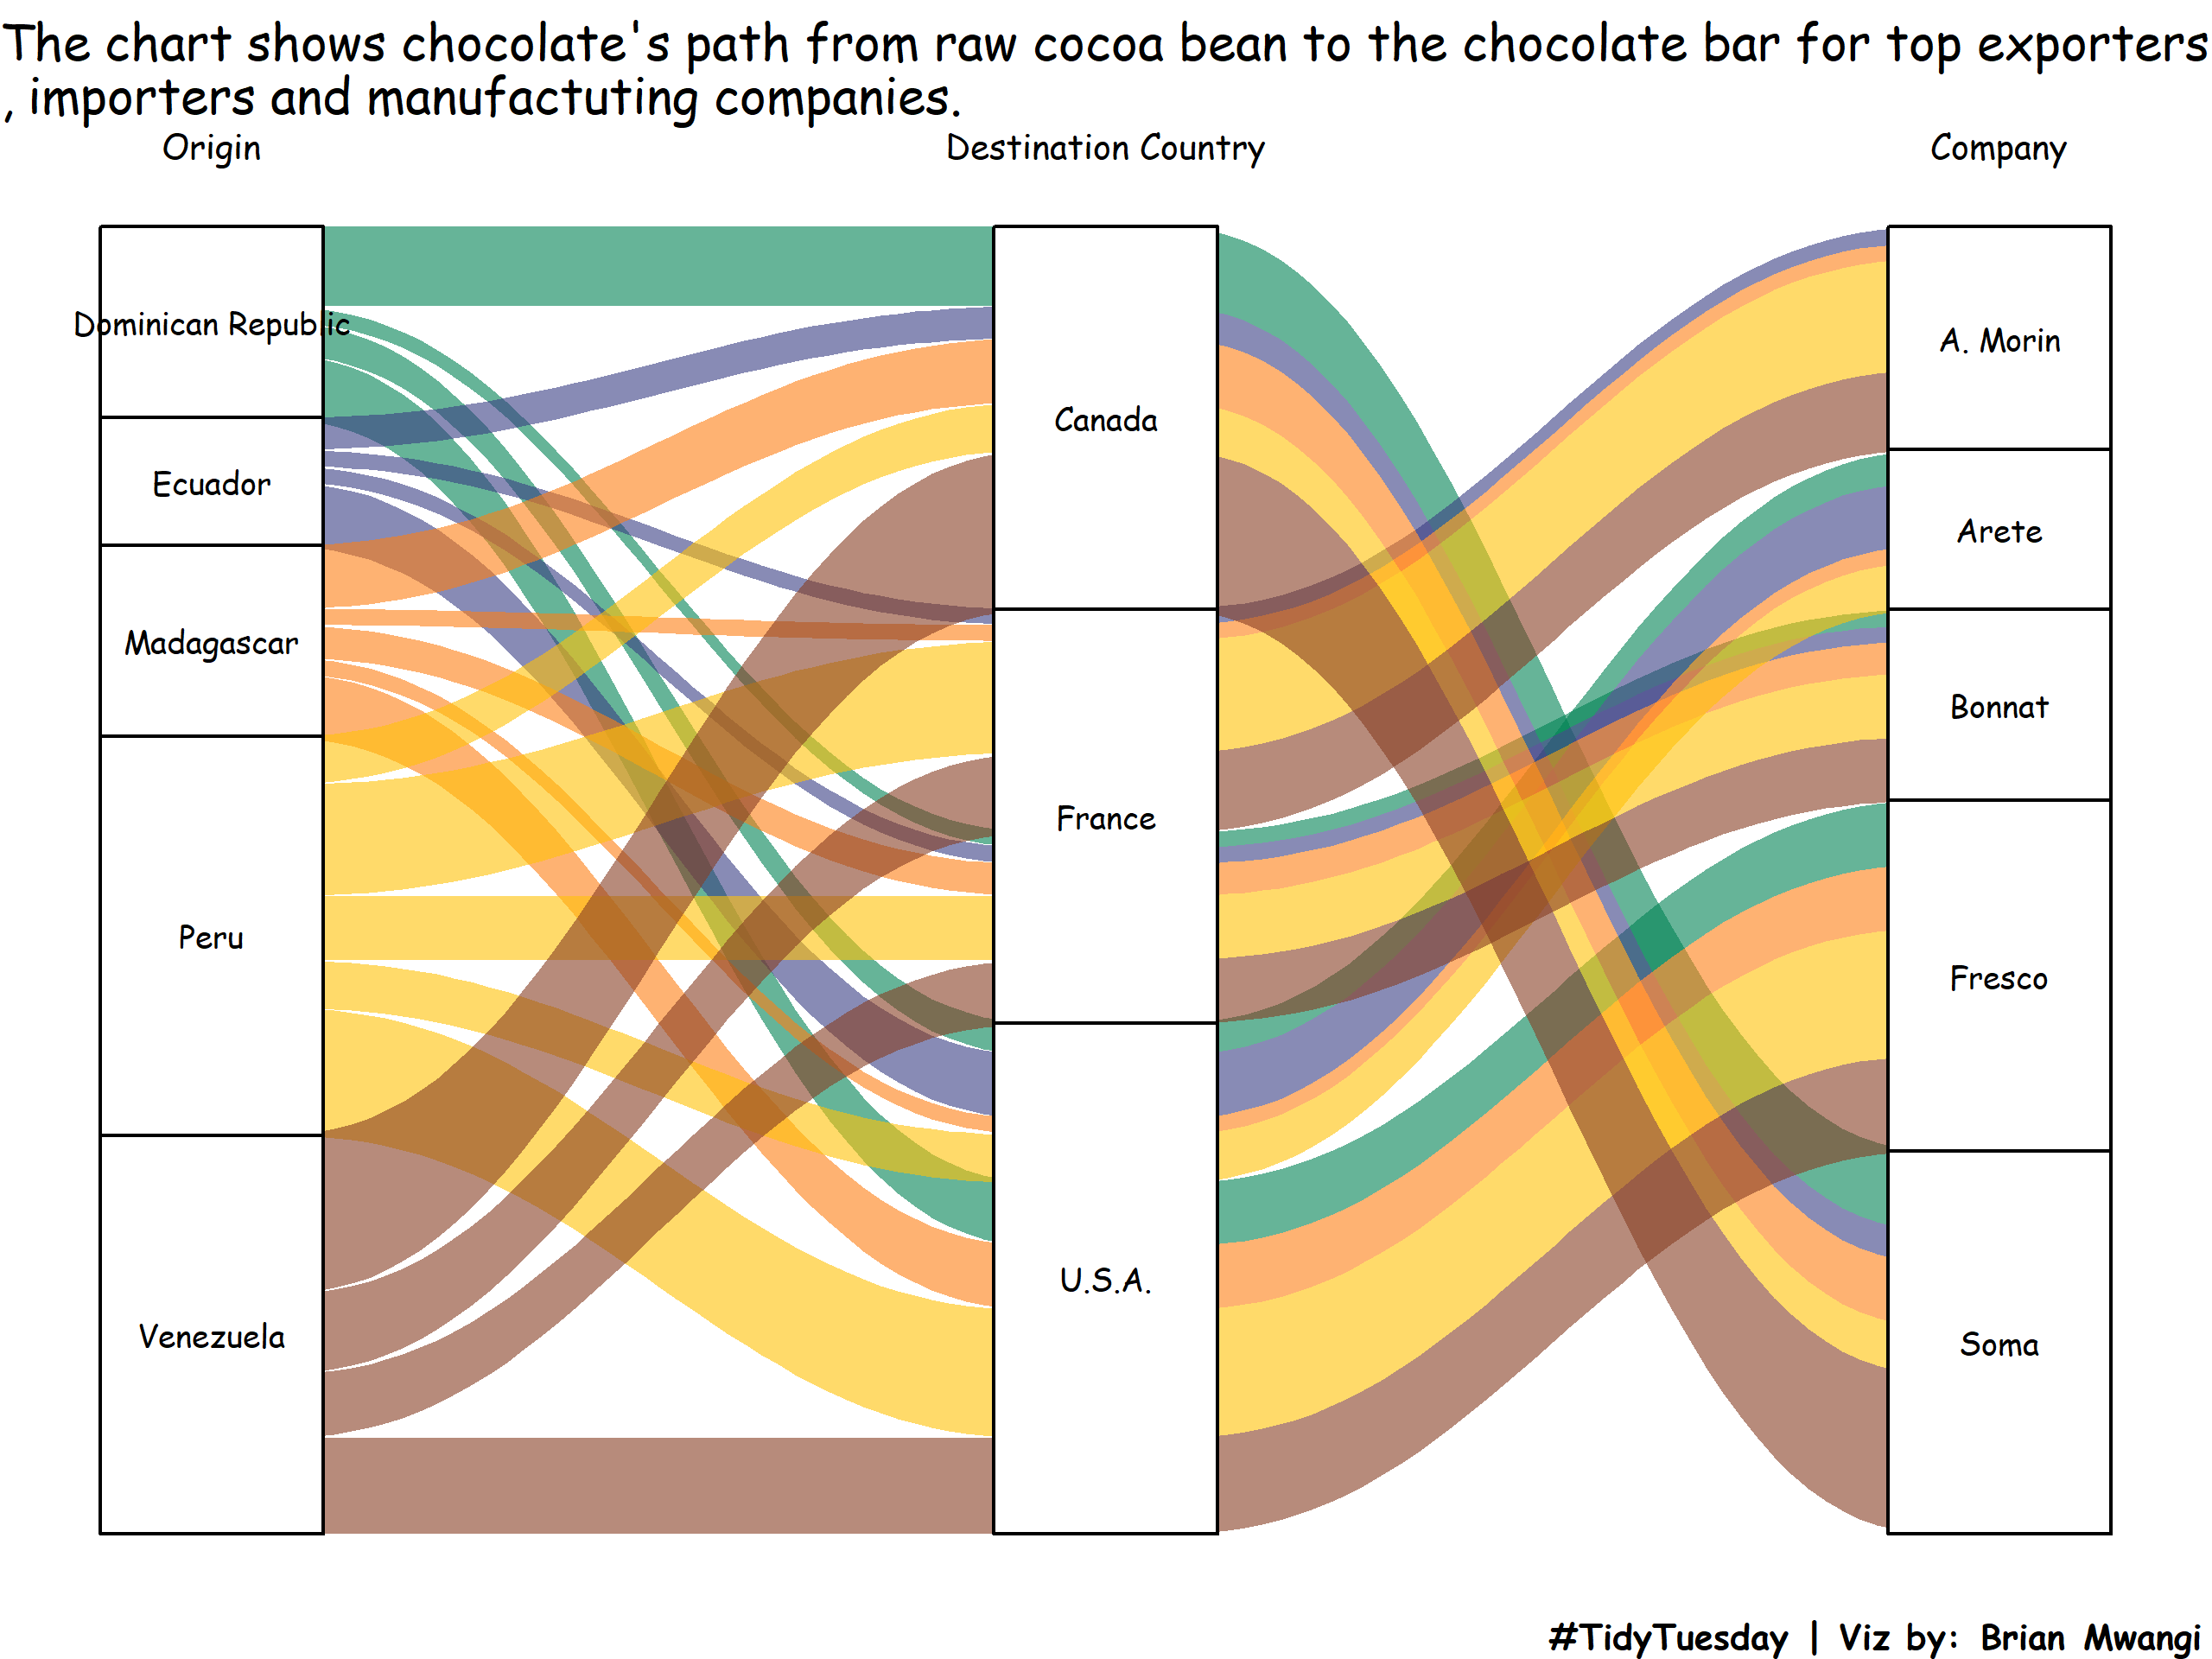 The chart shows chocolate's path from raw cocoa bean to the chocolate bar for top exporters
, importers and manufactuting companies.
Origin
Destination Country
Company
Dominican Republic
Ecuador
Madagascar
Peru
Venezuela
Canada
France
U.S.A.
A. Morin
Arete
Bonnat
Fresco
Soma
#TidyTuesday | Viz by: Brian Mwangi